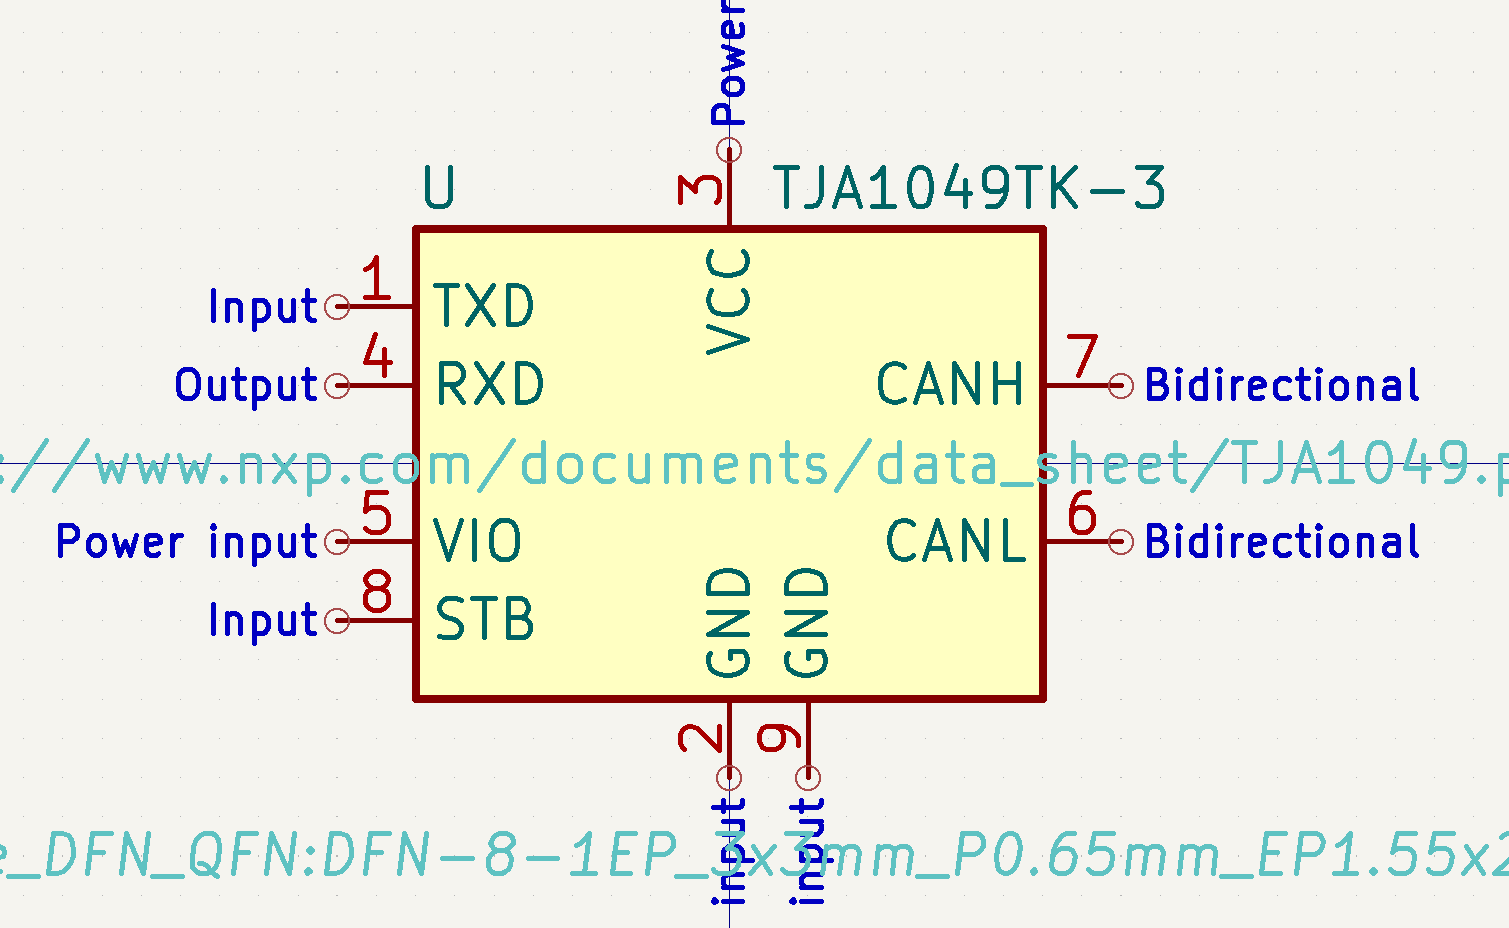 Power
3
U
TJA1049TK-3
VCC
Input
1
TXD
Output
4
RXD
CANH
7
Bidirectional
://www.nxp.com/documents/data_sheet/TJA1049.p
Power input
5
VIO
CANL
6
Bidirectional
Input
8
STB
GND
GND
2
9
input
input
e_DFN_QFN:DFN-8-1EP_3x3mm_P0.65mm_EP1.55x2